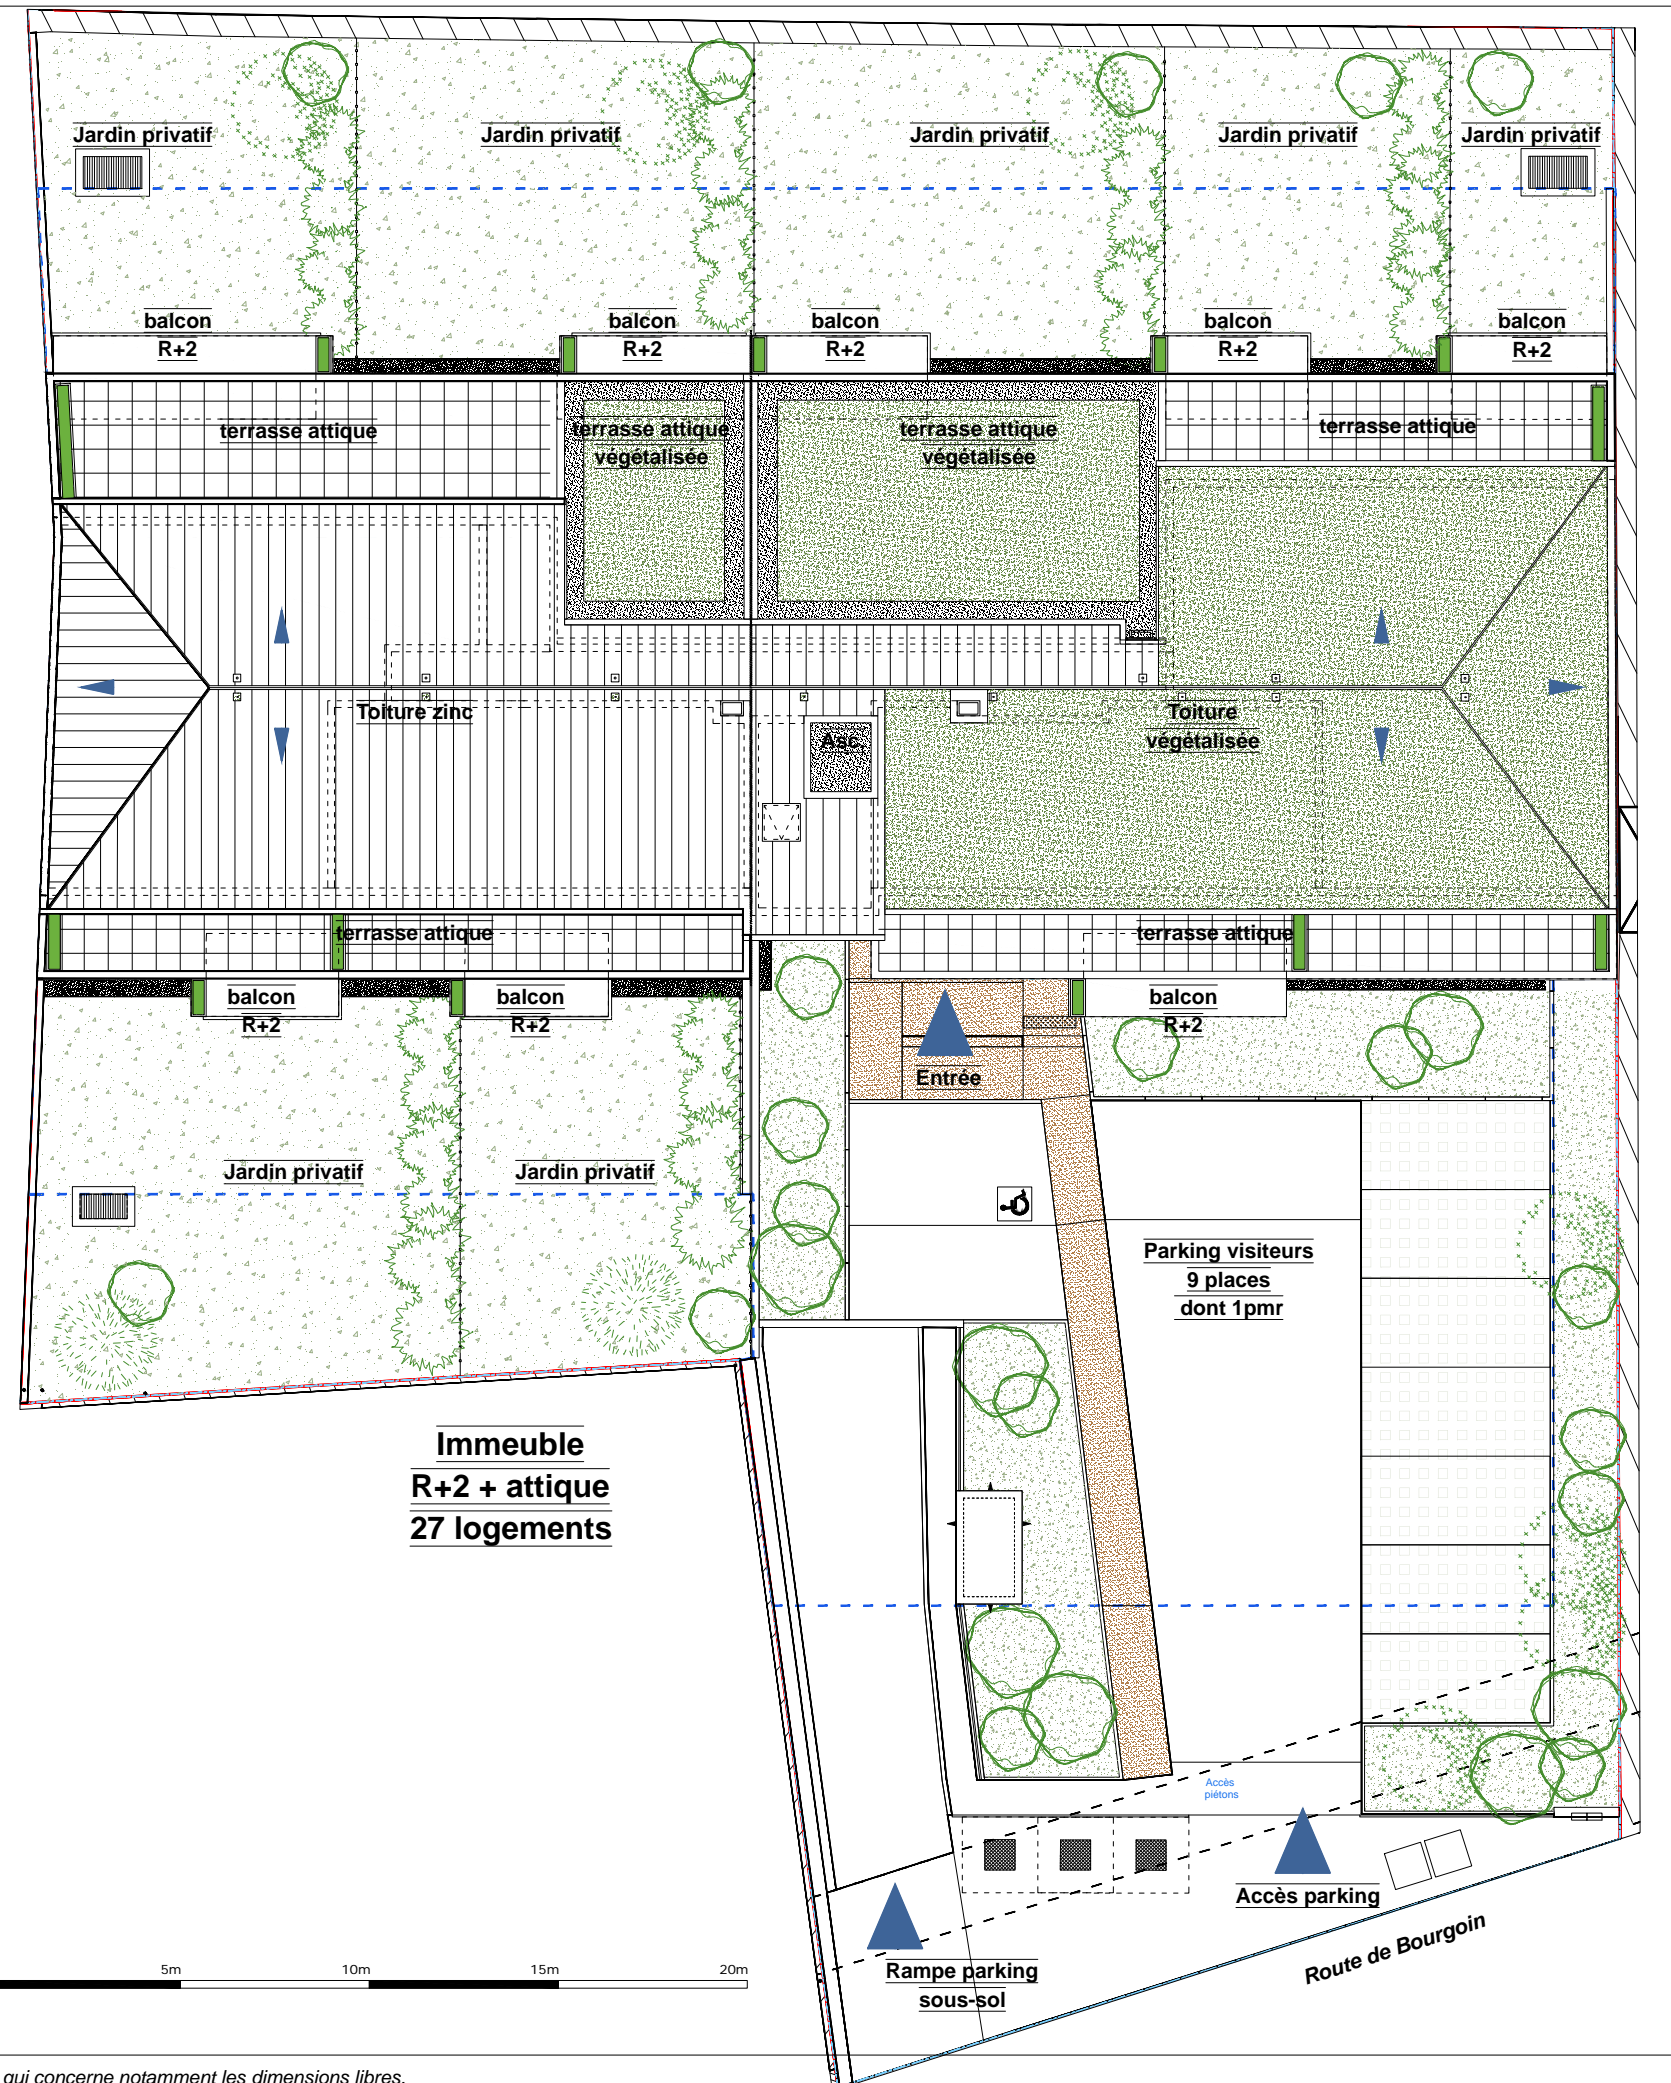 Jardin privatif
Jardin privatif
Jardin privatif
Jardin privatif
Jardin privatif
balcon
R+2
balcon
R+2
balcon
R+2
balcon
R+2
balcon
R+2
terrasse attique
terrasse attique
végétalisée
terrasse attique
végétalisée
terrasse attique
Toiture zinc
Asc.
Toiture
végétalisée
terrasse attique
terrasse attique
balcon
R+2
balcon
R+2
balcon
R+2
Entrée
Jardin privatif
Jardin privatif
Parking visiteurs
9 places
dont 1pmr
Immeuble
R+2 + attique
27 logements
Accès
piétons
Accès parking
Rampe parking
sous-sol
Route de Bourgoin
5m
10m
15m
20m
qui concerne notamment les dimensions libres.